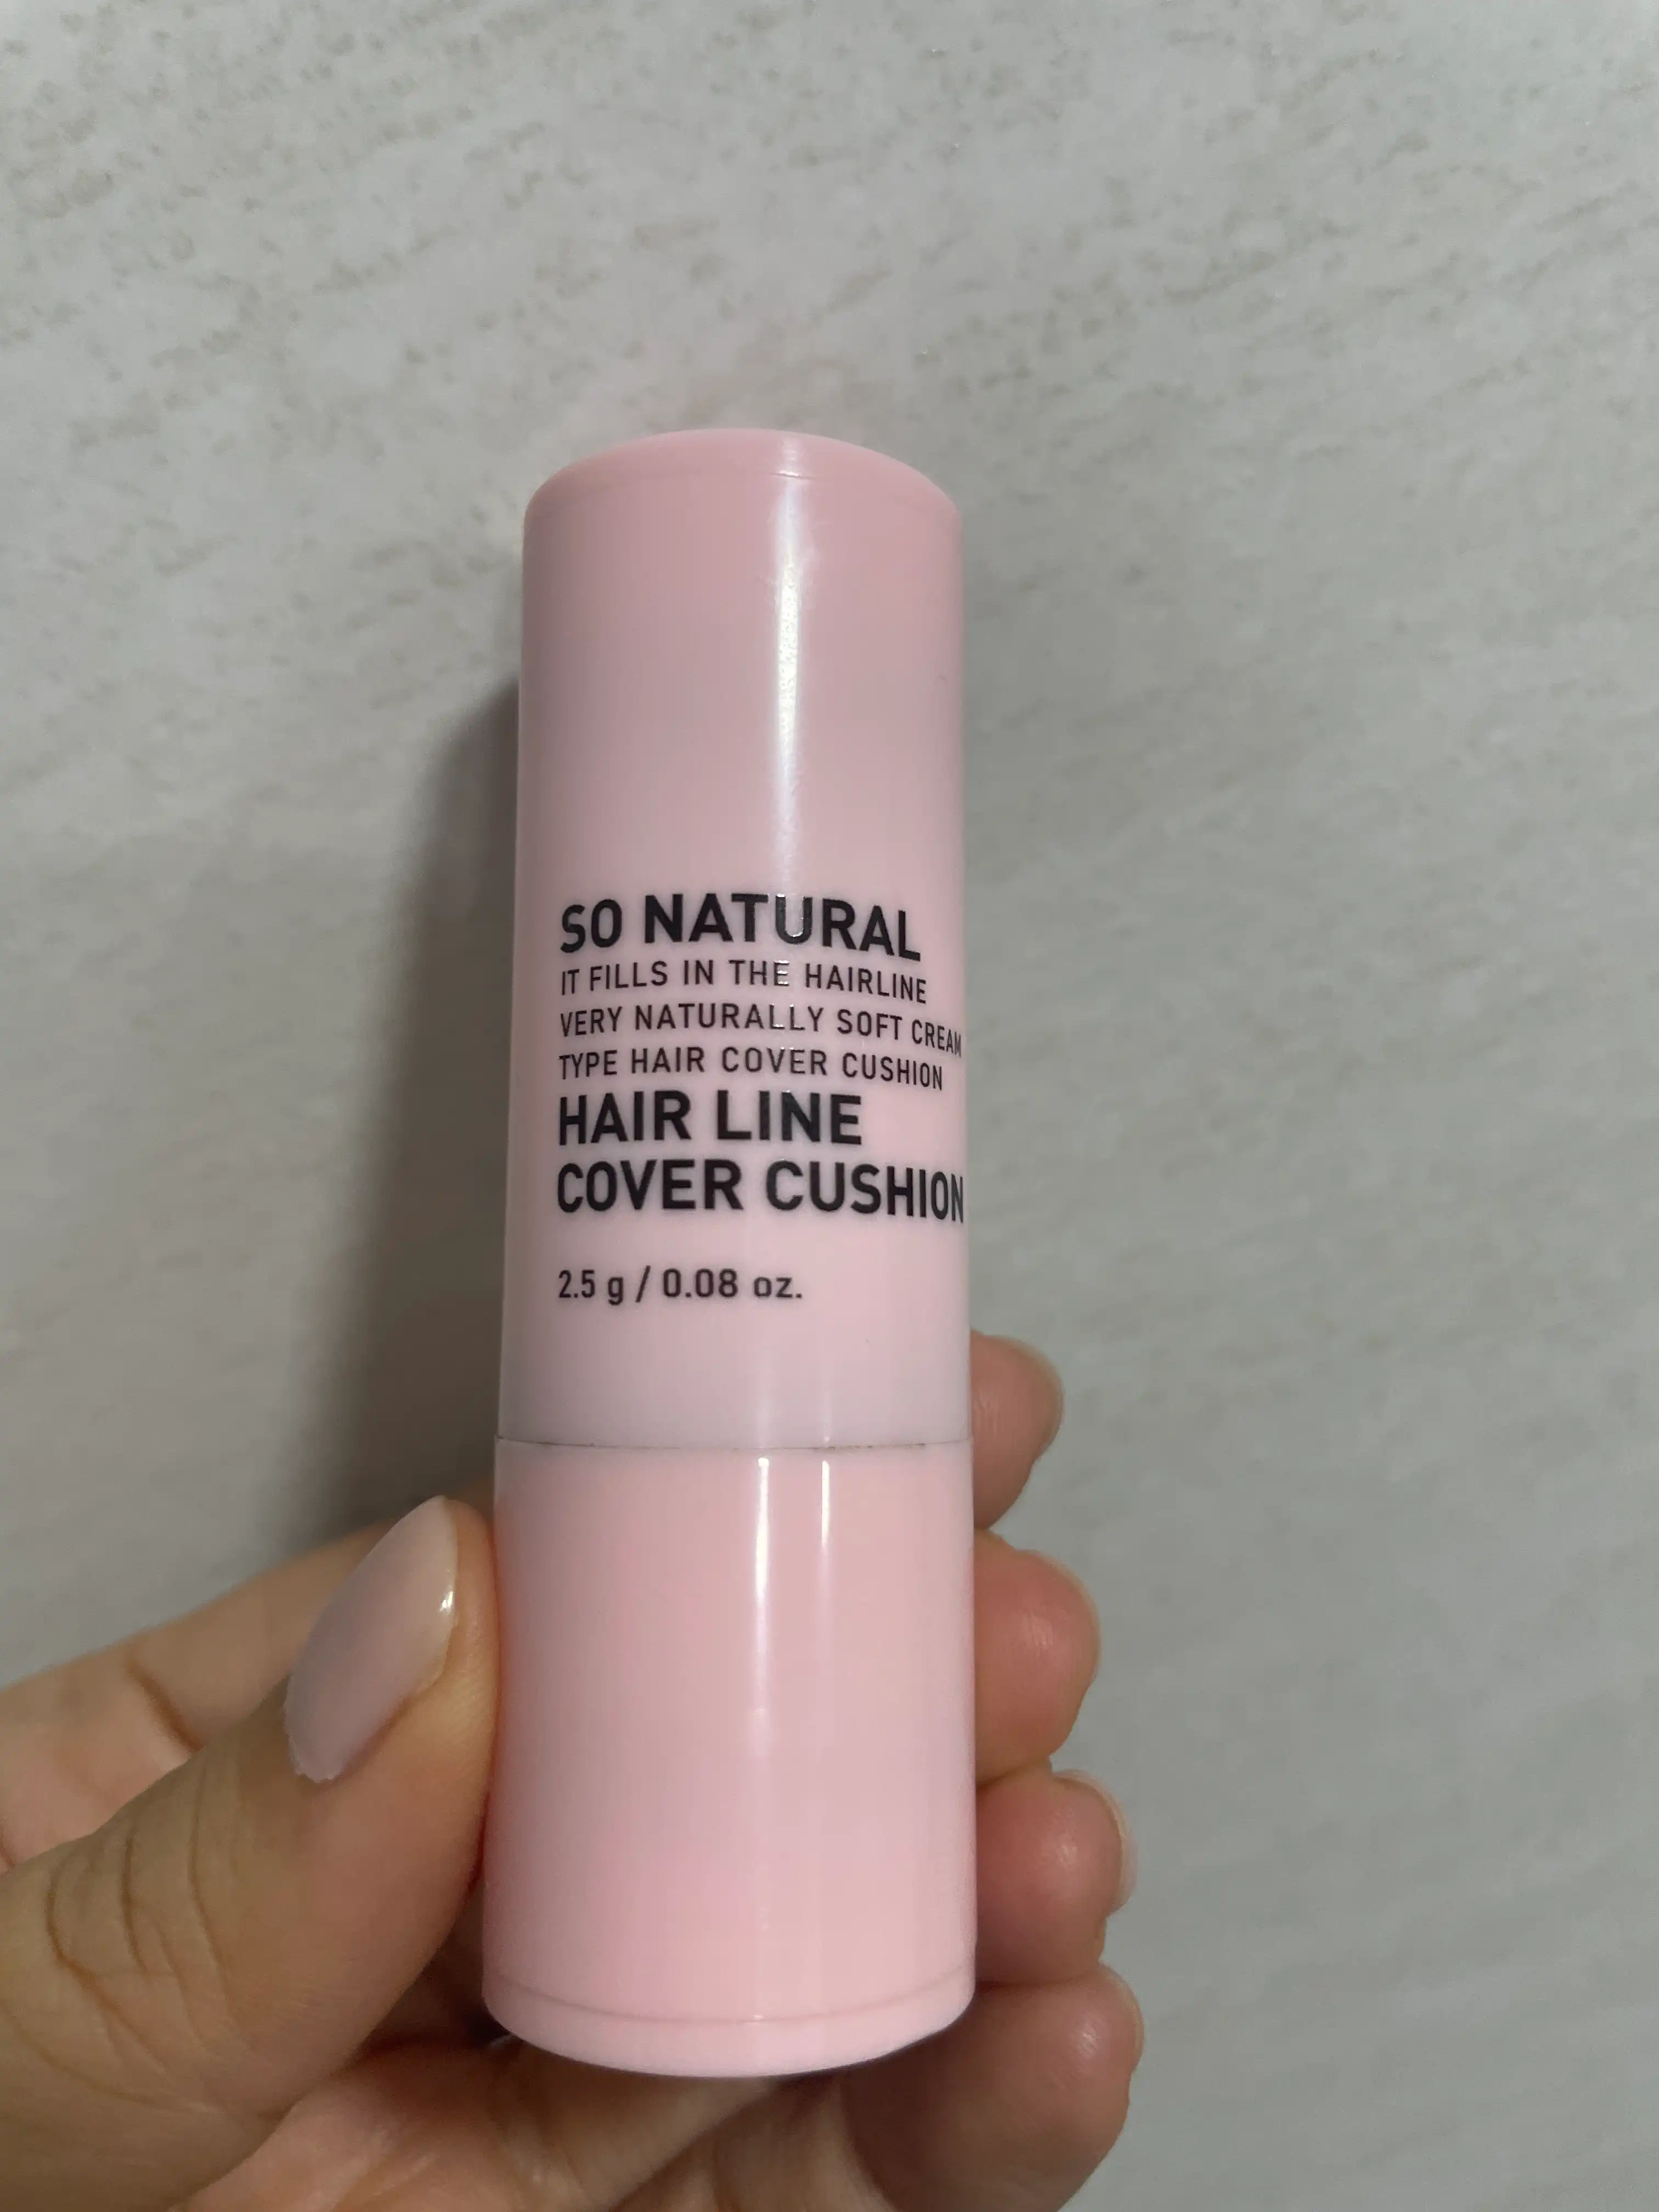 SO NATURAL
IT FILLS IN THE HAIRLINE
VERY NATURALLY SOFT CREAM
TYPE HAIR COVER CUSHION
HAIR LINE
COVER CUSHION
2.5 g / 0.08 oz.